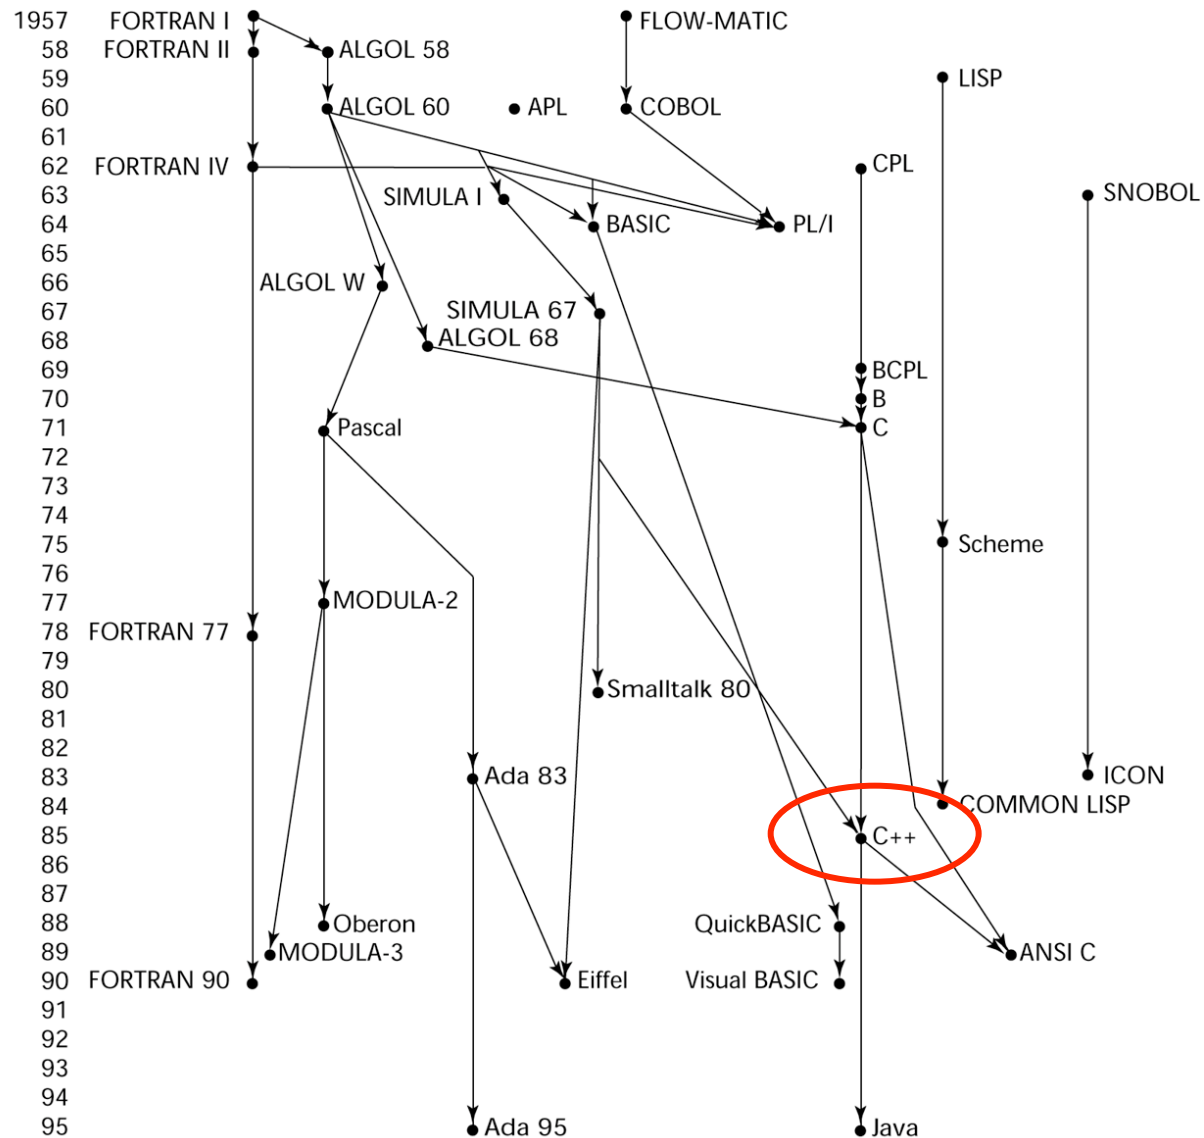 1957 FORTRAN I FLOW-MATIC
58 FORTRAN II ALGOL 58
59 LISP
60 ALGOL 60 APL COBOL
61
62 FORTRAN IV CPL
63 SIMULA I SNOBOL
64 BASIC PL/I
65
66 ALGOL W
67 SIMULA 67
68 ALGOL 68
69 BCPL
70 B
71 Pascal C
72
73
74
75 Scheme
76
77 MODULA-2
78 FORTRAN 77
79
80 Smalltalk 80
81
82
83 Ada 83 ICON
84 COMMON LISP
85 C++
86
87
88 Oberon QuickBASIC
89 MODULA-3 ANSI C
90 FORTRAN 90 Eiffel Visual BASIC
91
92
93
94
95 Ada 95 Java